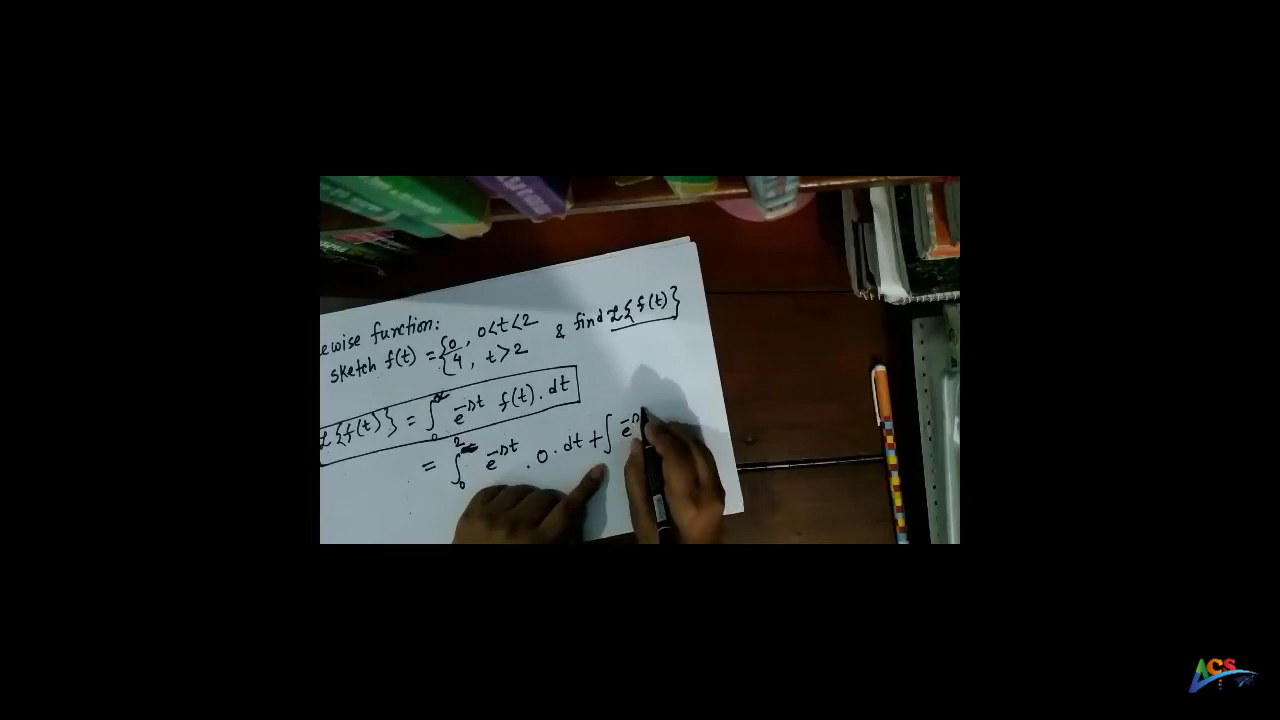 ewise function:
sketch f(t) = {0, 0<t<2 & find ℒ{f(t)}
4, t>2
ℒ{f(t)} = ∫₀^∞ e^-st f(t). dt
= ∫₀² e^-st . 0 . dt + ∫ e^-s
ACS